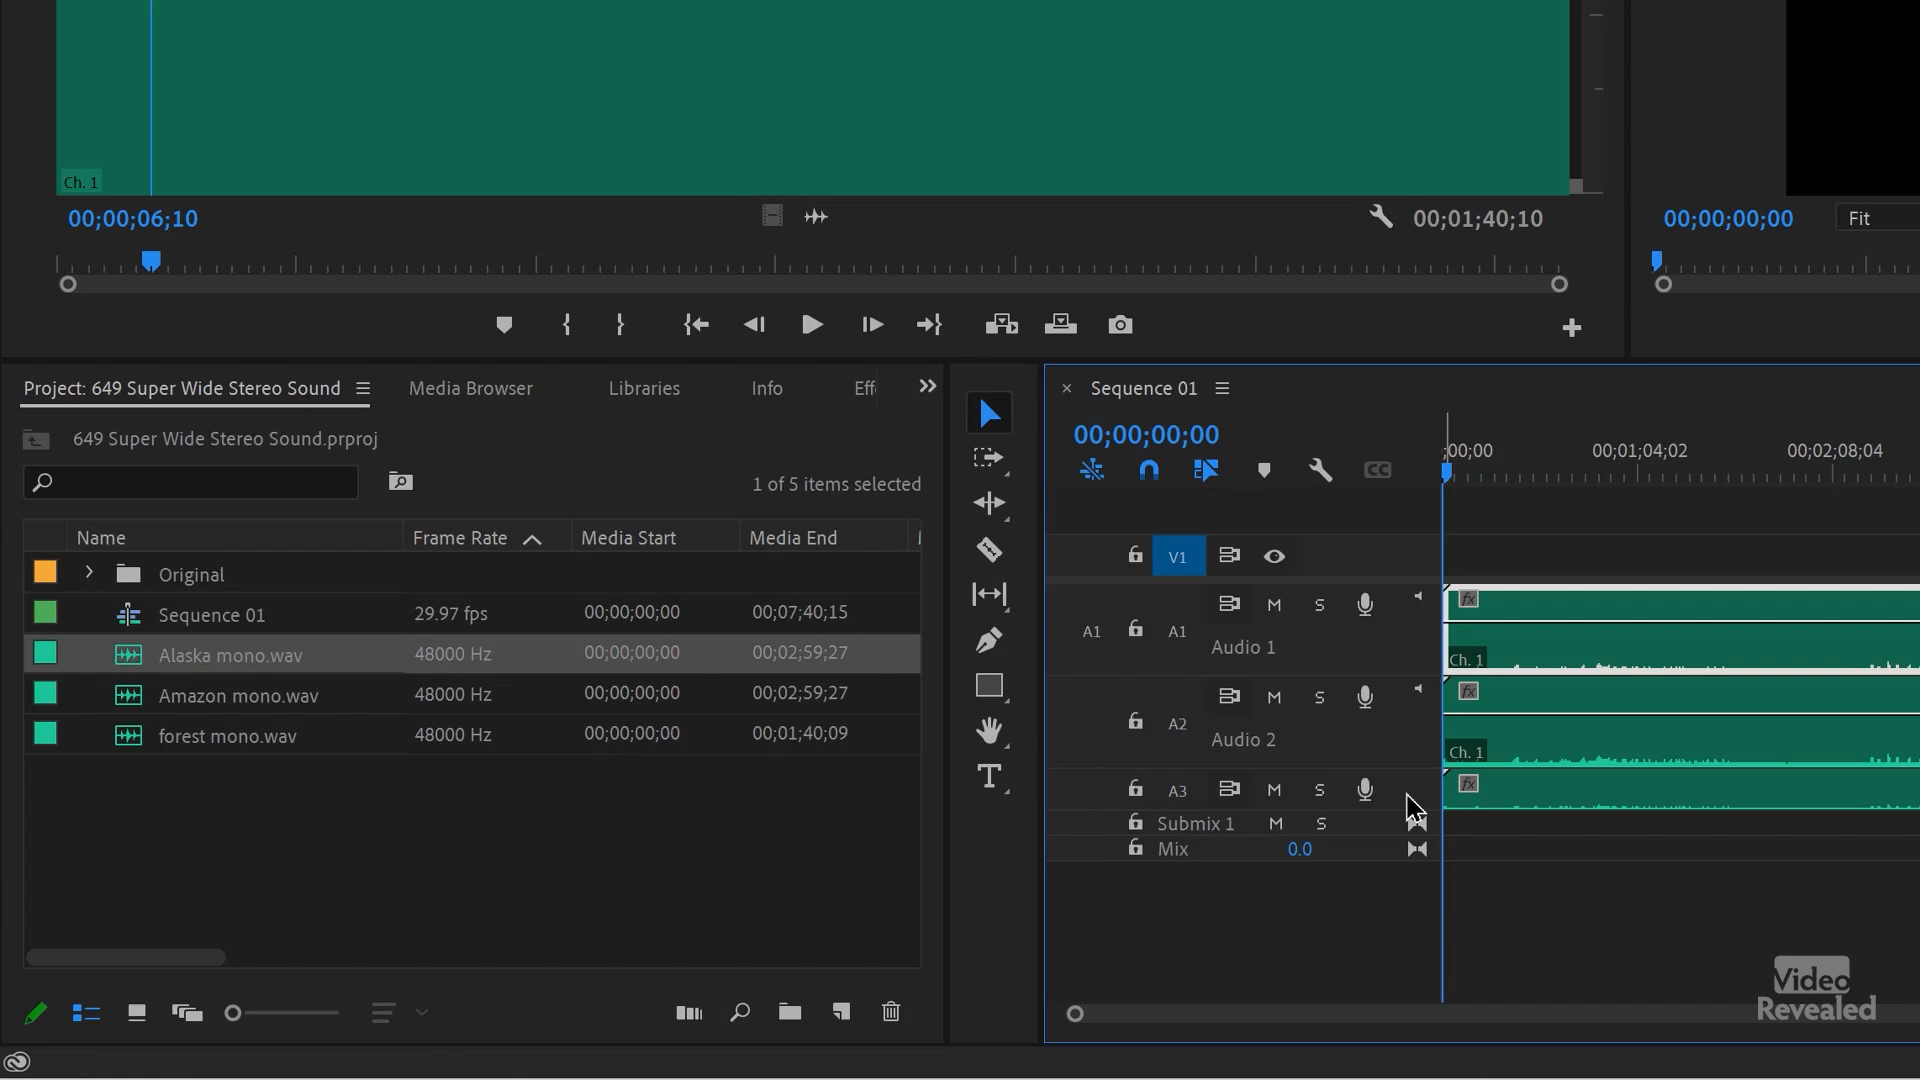 Ch. 1
00;00;06;10
00;01;40;10
00;00;00;00
Fit
Project: 649 Super Wide Stereo Sound
Media Browser
Libraries
Info
Eff
649 Super Wide Stereo Sound.prproj
1 of 5 items selected
Name Frame Rate Media Start Media End
Original
Sequence 01 29.97 fps 00;00;00;00 00;07;40;15
Alaska mono.wav 48000 Hz 00;00;00;00 00;02;59;27
Amazon mono.wav 48000 Hz 00;00;00;00 00;02;59;27
forest mono.wav 48000 Hz 00;00;00;00 00;01;40;09
× Sequence 01
00;00;00;00
;00;00 00;01;04;02 00;02;08;04
CC
V1
fx
A1 A1 M S
Audio 1
Ch. 1
fx
A2 M S
Audio 2
Ch. 1
A3 M S
fx
Submix 1 M S
Mix 0.0
T
Video
Revealed